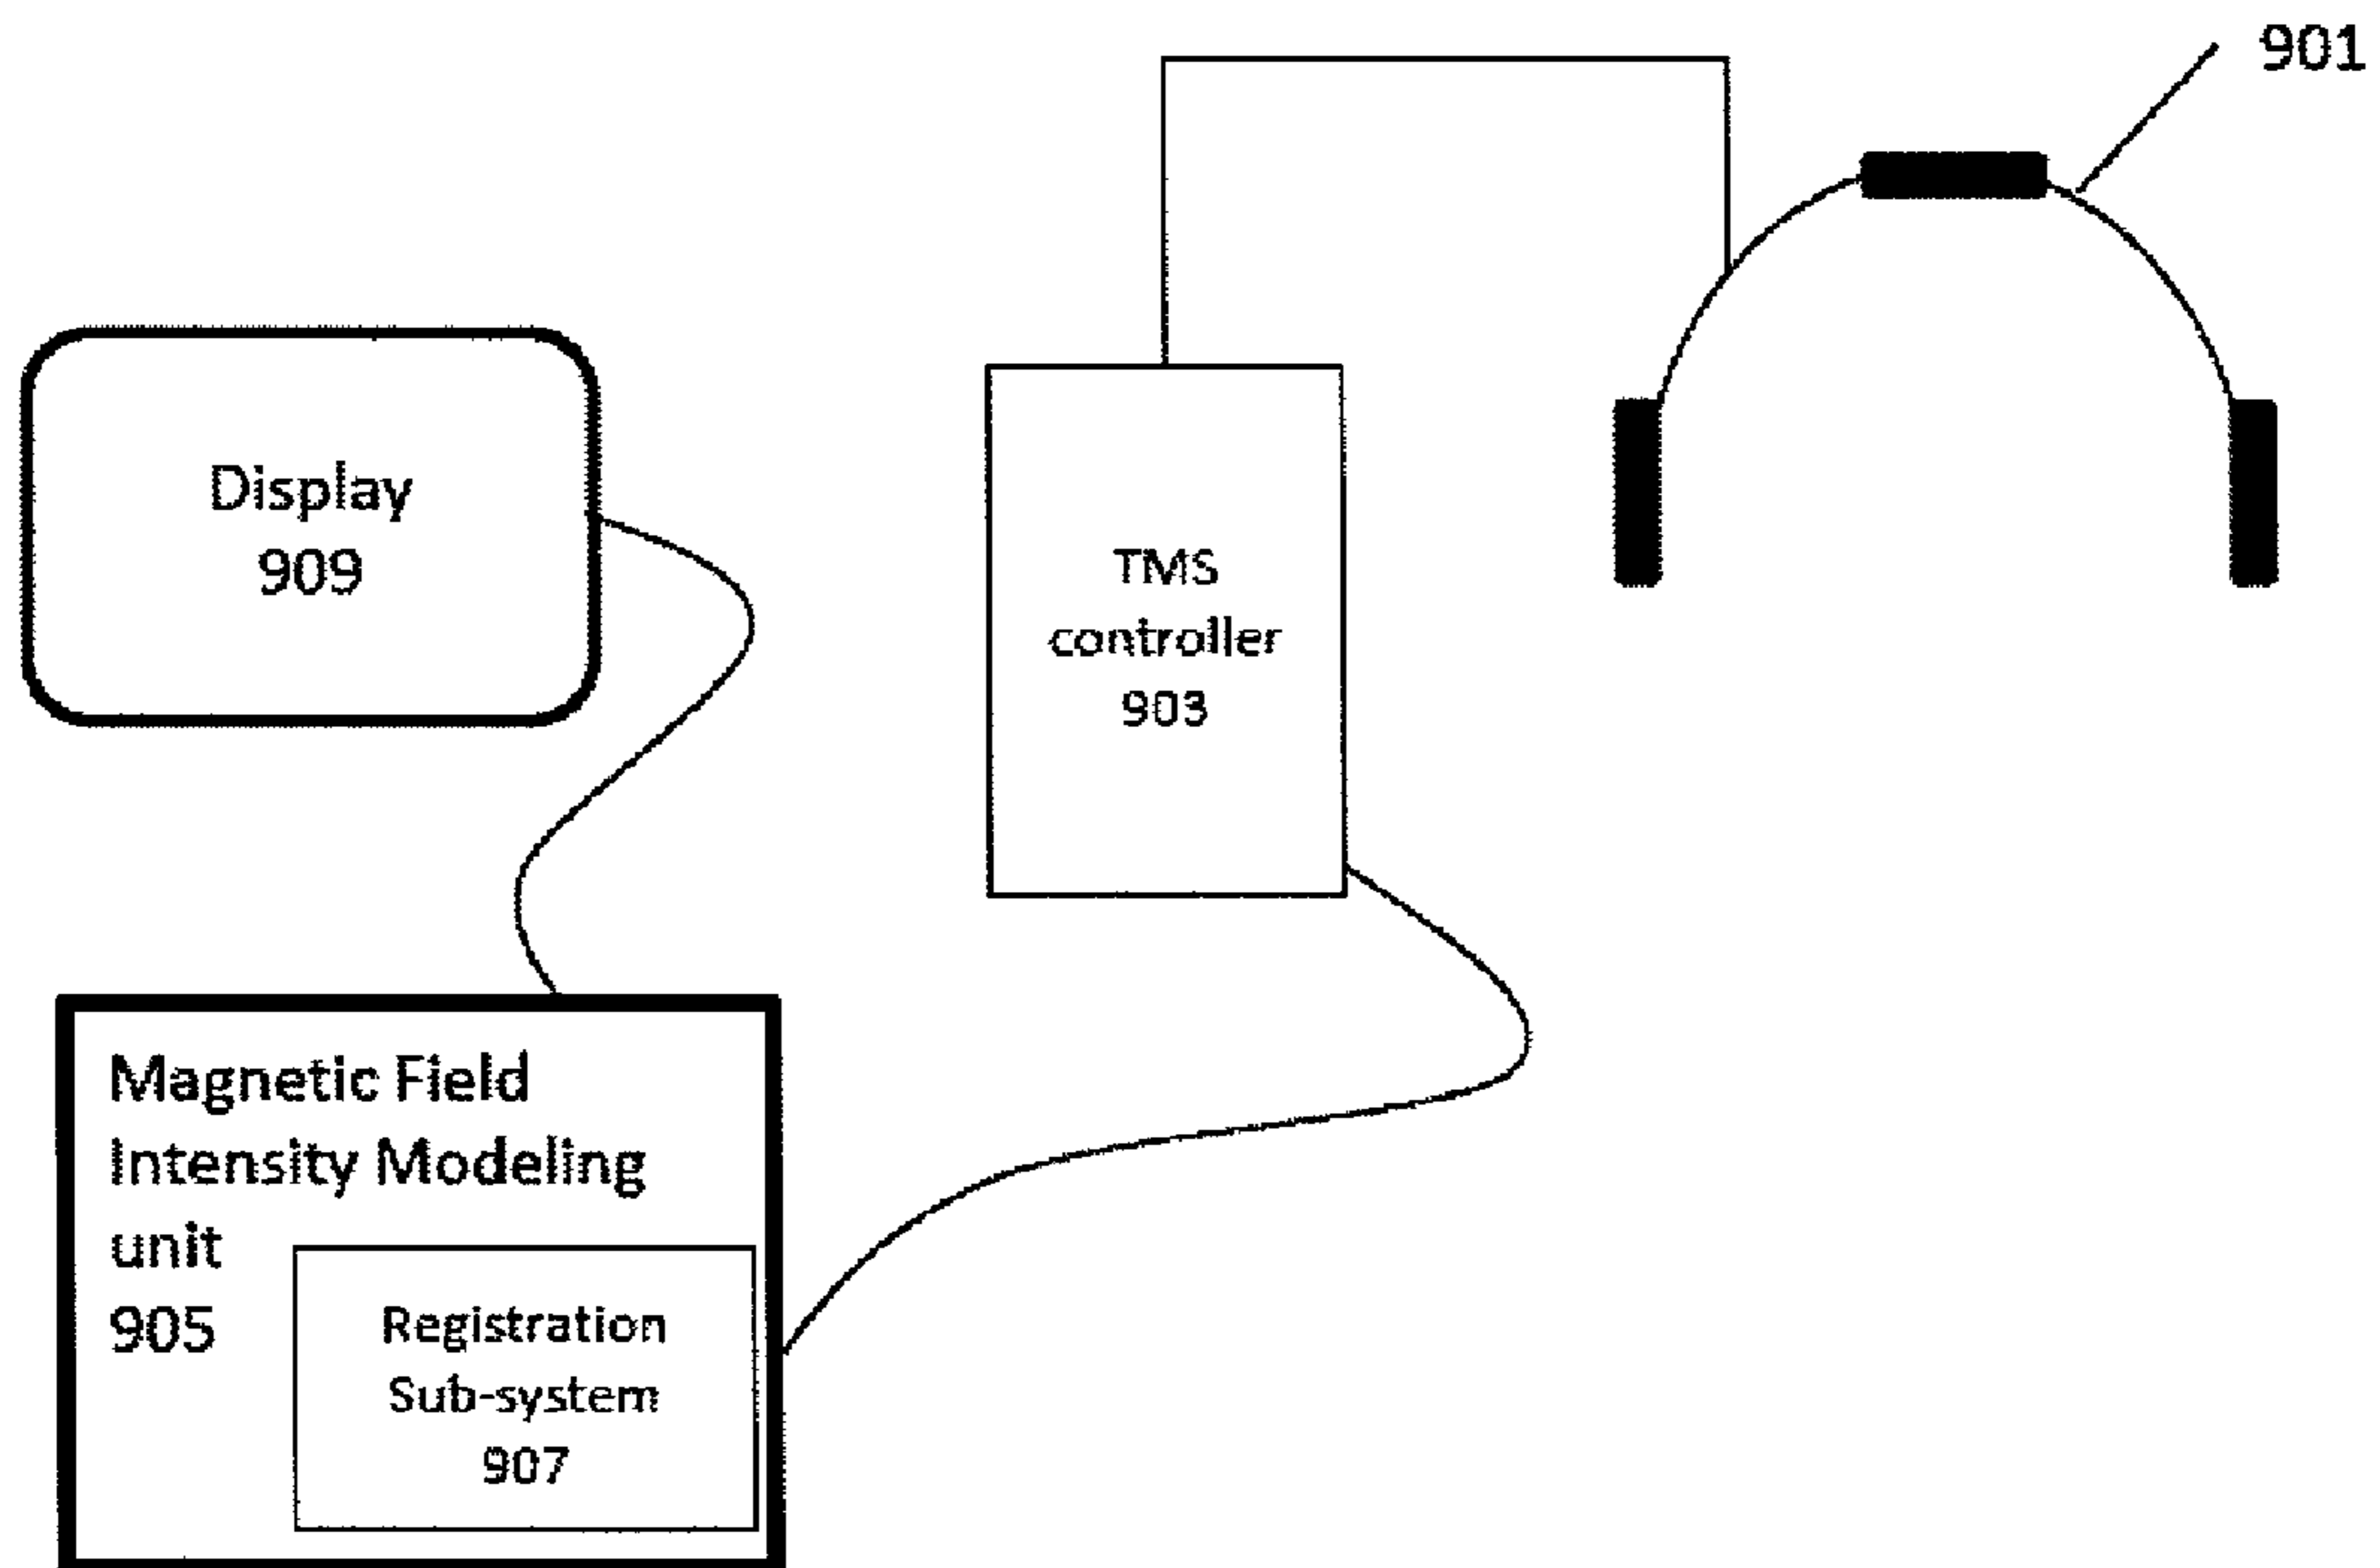 901
Display
909
TMS
controller
903
Magnetic Field
Intensity Modeling
unit
905
Registration
Sub-system
907